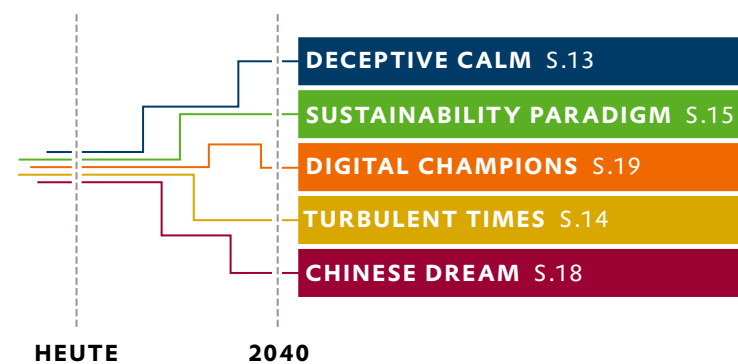 DECEPTIVE CALM S.13
SUSTAINABILITY PARADIGM S.15
DIGITAL CHAMPIONS S.19
TURBULENT TIMES S.14
CHINESE DREAM S.18
HEUTE 2040